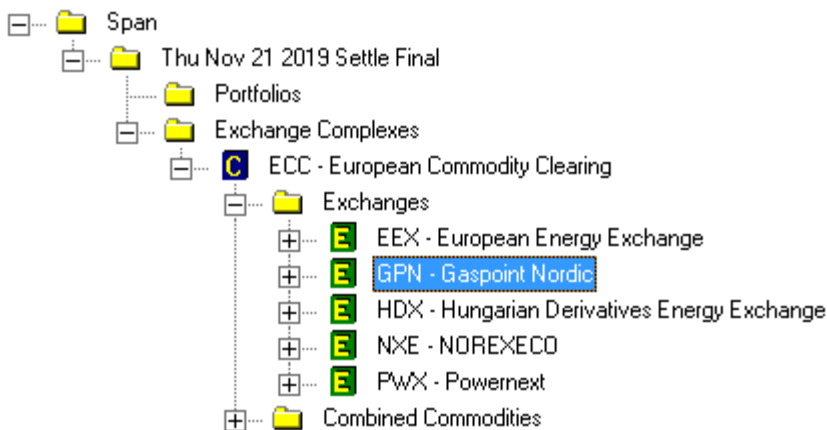 Span
Thu Nov 21 2019 Settle Final
Portfolios
Exchange Complexes
C ECC - European Commodity Clearing
Exchanges
E EEX - European Energy Exchange
E GPN - Gaspoint Nordic
E HDX - Hungarian Derivatives Energy Exchange
E NXE - NOREXECO
E PWX - Powernext
Combined Commodities